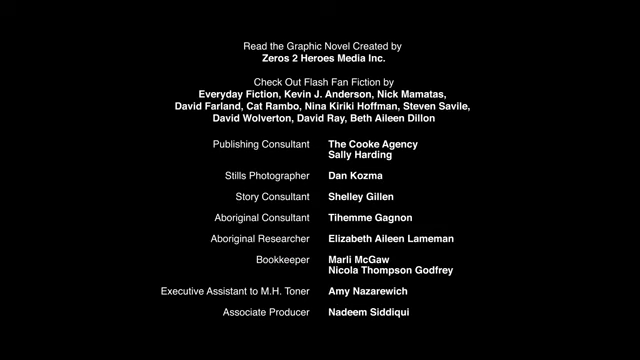 Read the Graphic Novel Created by
Zeros 2 Heroes Media Inc.
Check Out Flash Fan Fiction by
Everyday Fiction, Kevin J. Anderson, Nick Mamatas,
David Farland, Cat Rambo, Nina Kiriki Hoffman, Steven Savile,
David Wolverton, David Ray, Beth Aileen Dillon
Publishing Consultant The Cooke Agency
Sally Harding
Stills Photographer Dan Kozma
Story Consultant Shelley Gillen
Aboriginal Consultant Tihemme Gagnon
Aboriginal Researcher Elizabeth Aileen Lameman
Bookkeeper Marli McGaw
Nicola Thompson Godfrey
Executive Assistant to M.H. Toner Amy Nazarewich
Associate Producer Nadeem Siddiqui